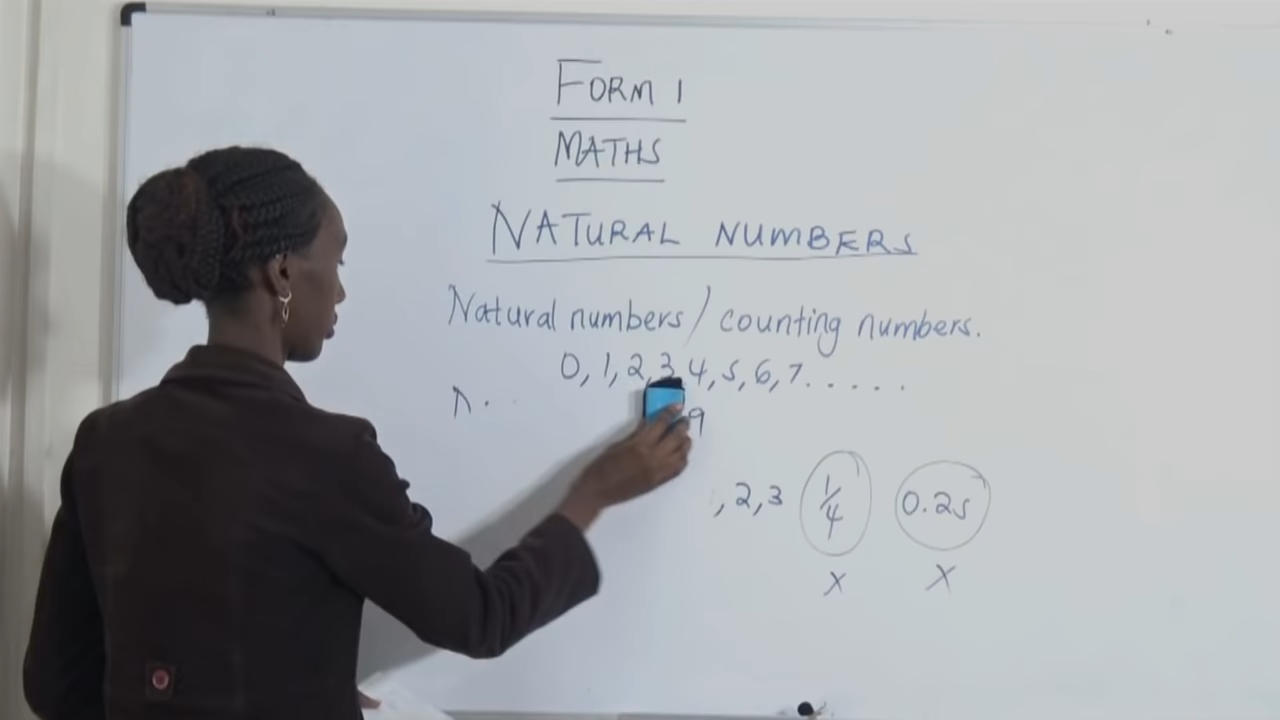 FORM 1
MATHS
NATURAL NUMBERS
Natural numbers / counting numbers.
0, 1, 2, 3, 4, 5, 6, 7.....
9
, 2, 3 1/4 0.25
X X